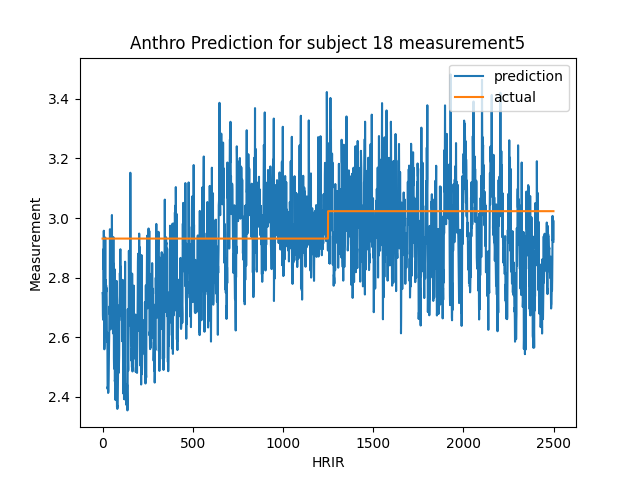 Anthro Prediction for subject 18 measurement5
prediction
actual
3.4
3.2
3.0
2.8
2.6
2.4
Measurement
0
500
1000
1500
2000
2500
HRIR